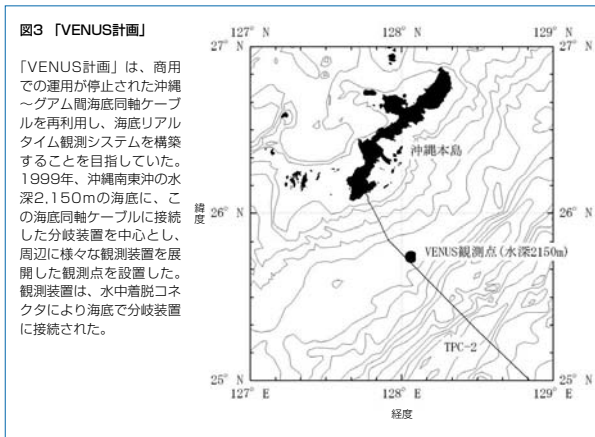 図3 「VENUS計画」
「VENUS計画」は、商用
での運用が停止された沖縄
~グアム間海底同軸ケーブ
ルを再利用し、海底リアル
タイム観測システムを構築
することを目指していた。
1999年、沖縄南東沖の水
深2,150mの海底に、こ
の海底同軸ケーブルに接続
した分岐装置を中心とし、
周辺に様々な観測装置を展
開した観測点を設置した。
観測装置は、水中着脱コネ
クタにより海底で分岐装置
に接続された。
127° E
128° E
129° E
27° N
27° N
沖縄本島
緯度
26° N
26° N
VENUS観測点(水深2150m)
TPC-2
25° N
25° N
127° E
128° E
129° E
経度